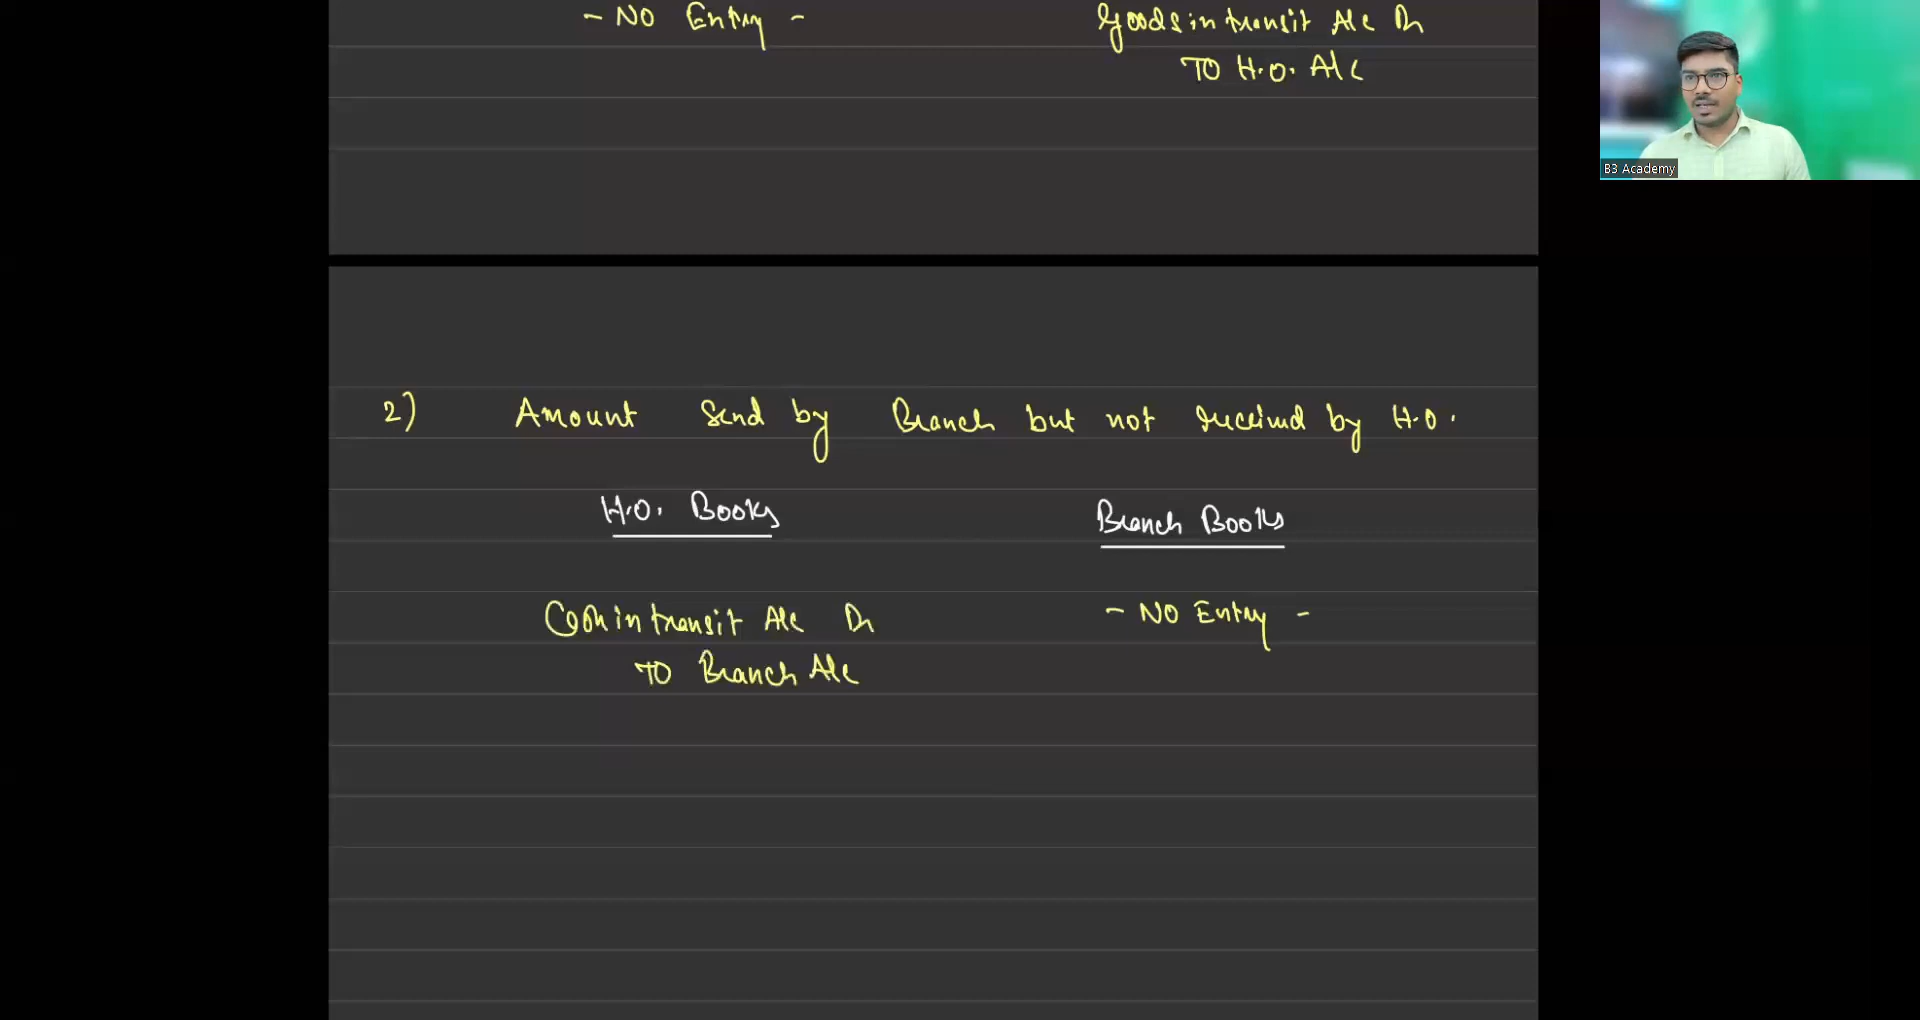 - NO Entry -
Goods in transit A/c Dr
TO H.O. A/c
B3 Academy
2) Amount Send by Branch but not received by H.O.
H.O. Books
Branch Books
Cash in transit A/c Dr
TO Branch A/c
- NO Entry -